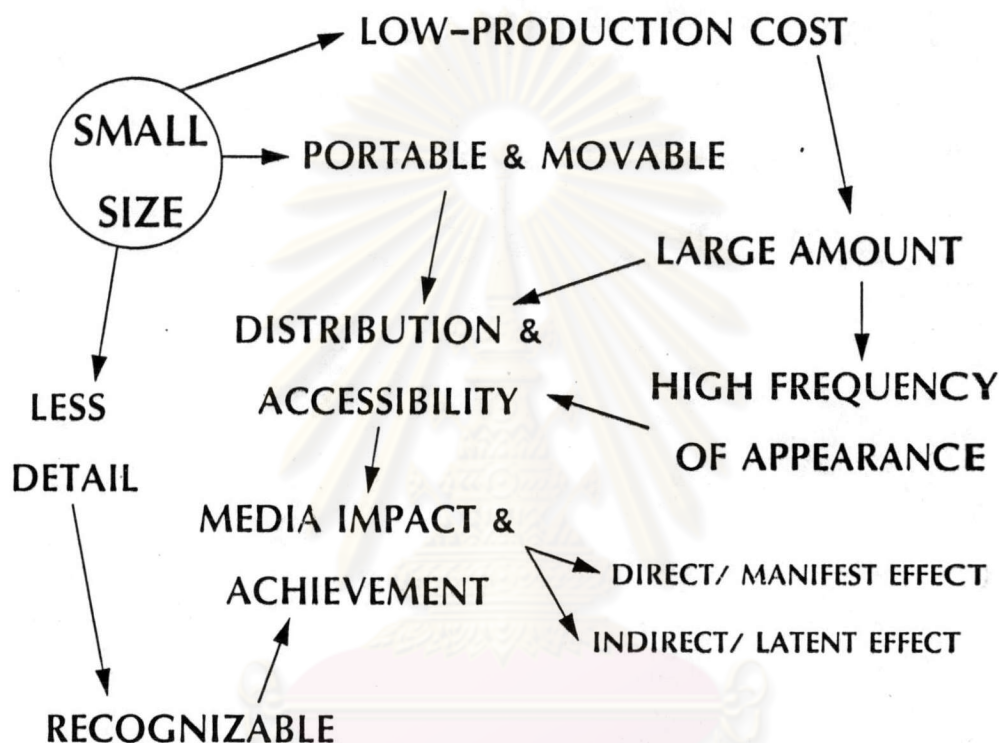 LOW-PRODUCTION COST
SMALL
SIZE
PORTABLE & MOVABLE
LARGE AMOUNT
DISTRIBUTION &
ACCESSIBILITY
HIGH FREQUENCY
OF APPEARANCE
LESS
DETAIL
MEDIA IMPACT &
ACHIEVEMENT
DIRECT/ MANIFEST EFFECT
INDIRECT/ LATENT EFFECT
RECOGNIZABLE